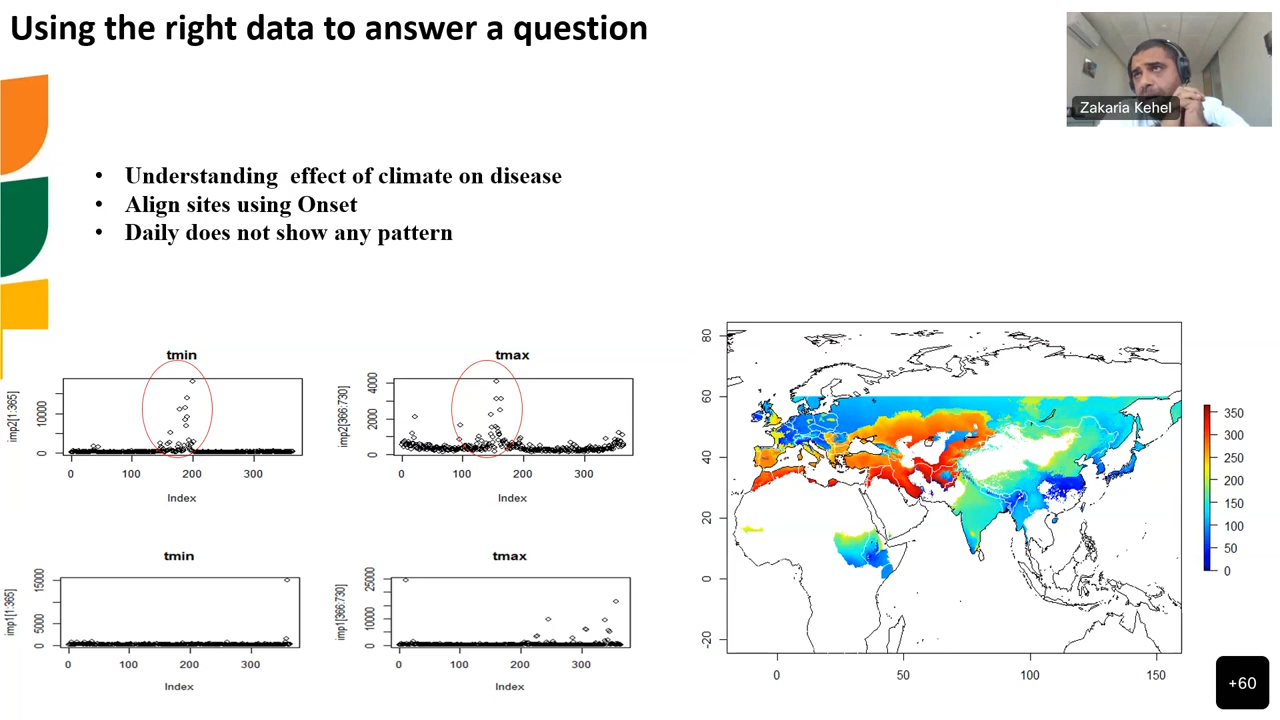 Using the right data to answer a question
Zakaria Kehel
• Understanding effect of climate on disease
• Align sites using Onset
• Daily does not show any pattern
tmin
imp2[1:365]
0 10000
0 100 200 300
Index
tmax
imp2[366:730]
0 2000 4000
0 100 200 300
Index
tmin
imp1[1:365]
0 5000 15000
0 100 200 300
Index
tmax
imp1[366:730]
0 10000 25000
0 100 200 300
Index
80
60
40
20
0
-20
0 50 100 150
350
300
250
200
150
100
50
0
+60